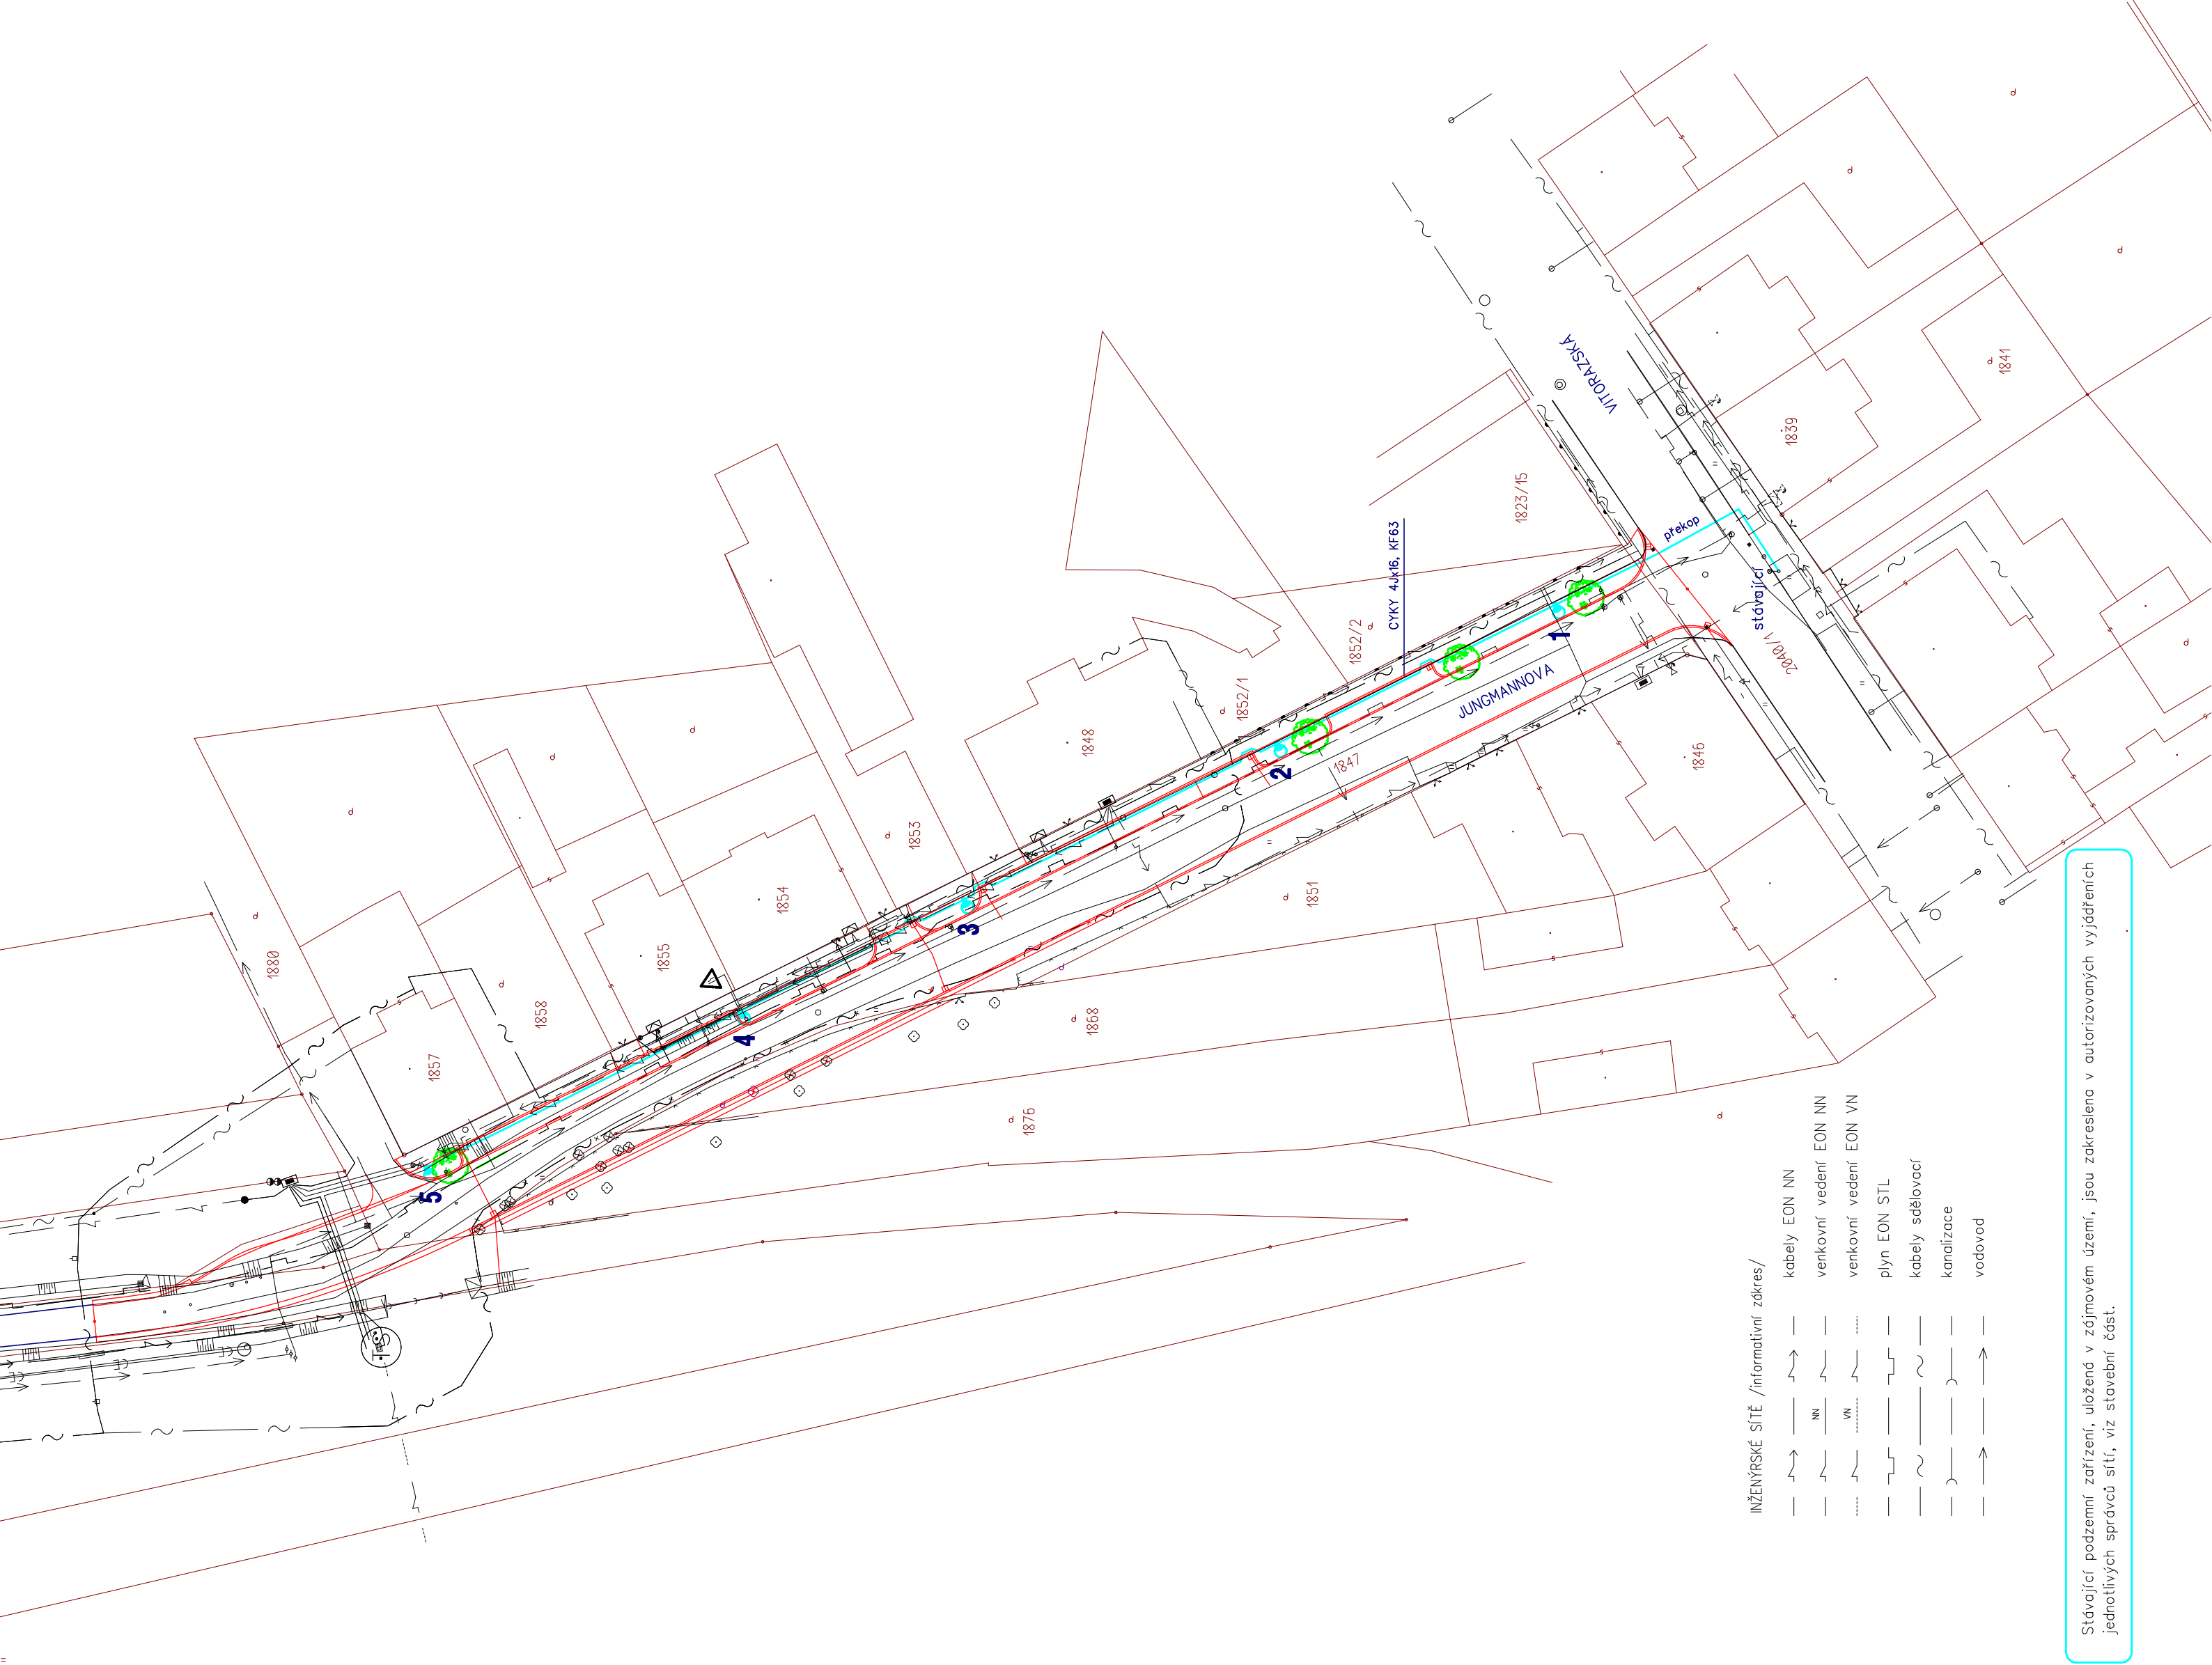 VITORAZSKÁ
1841
1839
1823/15
překop
CYKY 4Jx16, KF63
stávající
2040/1
1852/2
1852/1
JUNGMANNOVA
1
2
1847
1846
1848
1853
1854
1855
3
1851
4
1868
1880
1858
1857
1876
5
INŽENÝRSKÉ SÍTĚ /informativní zákres/
kabely EON NN
NN venkovní vedení EON NN
VN venkovní vedení EON VN
plyn EON STL
kabely sdělovací
kanalizace
vodovod
Stávající podzemní zařízení, uložená v zájmovém území, jsou zakreslena v autorizovaných vyjádřeních
jednotlivých správců sítí, viz stavební část.